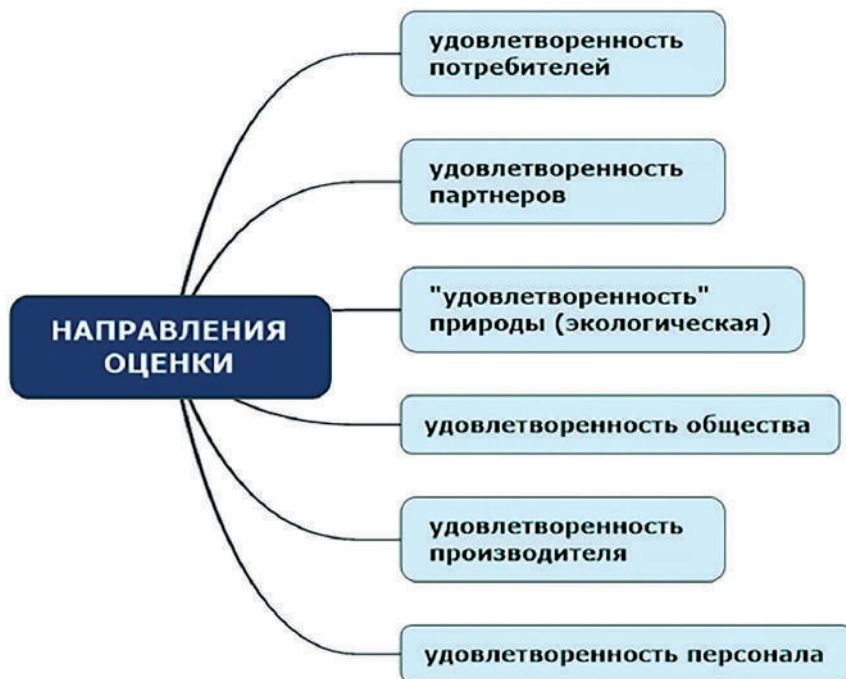 удовлетворенность
потребителей
удовлетворенность
партнеров
"удовлетворенность"
природы (экологическая)
НАПРАВЛЕНИЯ
ОЦЕНКИ
удовлетворенность общества
удовлетворенность
производителя
удовлетворенность персонала